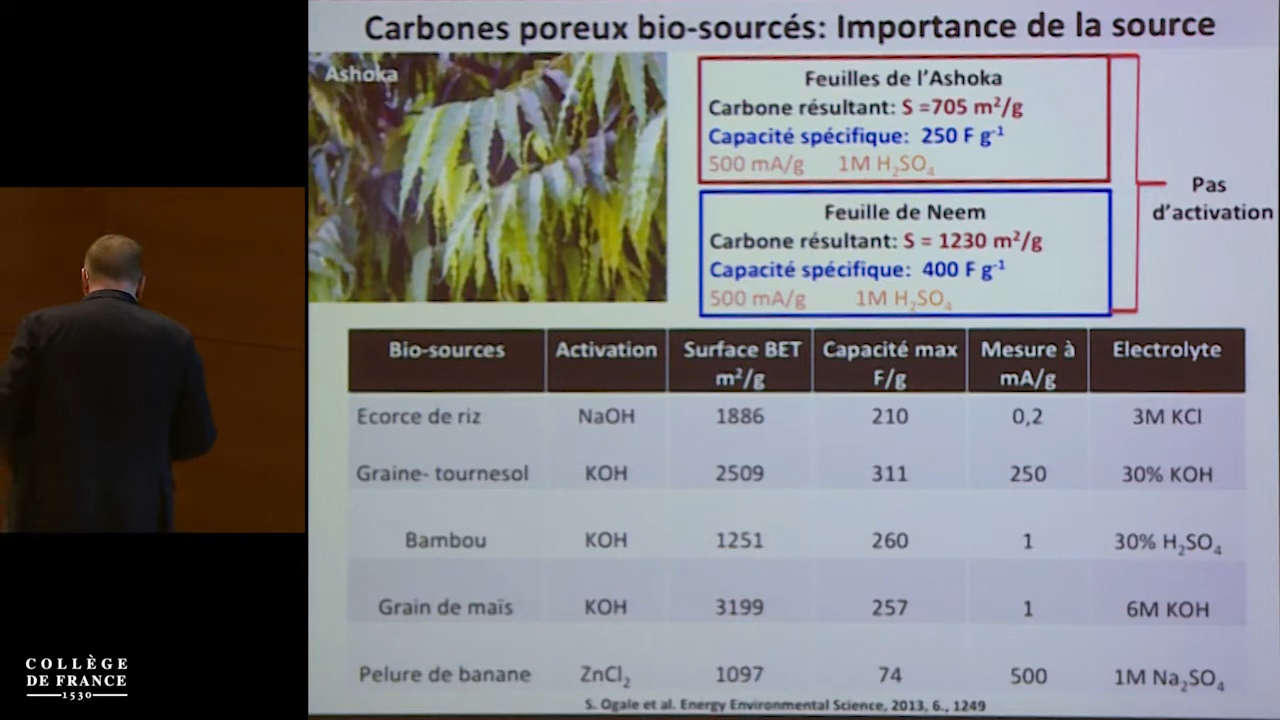 Carbones poreux bio-sourcés: Importance de la source
Ashoka
Feuilles de l'Ashoka
Carbone résultant: S =705 m²/g
Capacité spécifique: 250 F g⁻¹
500 mA/g 1M H₂SO₄
Feuille de Neem
Carbone résultant: S = 1230 m²/g
Capacité spécifique: 400 F g⁻¹
500 mA/g 1M H₂SO₄
Pas
d'activation
Bio-sources Activation Surface BET m²/g Capacité max F/g Mesure à mA/g Electrolyte
Ecorce de riz NaOH 1886 210 0,2 3M KCl
Graine- tournesol KOH 2509 311 250 30% KOH
Bambou KOH 1251 260 1 30% H₂SO₄
Grain de maïs KOH 3199 257 1 6M KOH
Pelure de banane ZnCl₂ 1097 74 500 1M Na₂SO₄
S. Ogale et al. Energy Environmental Science, 2013, 6., 1249
COLLÈGE
DE FRANCE
1530